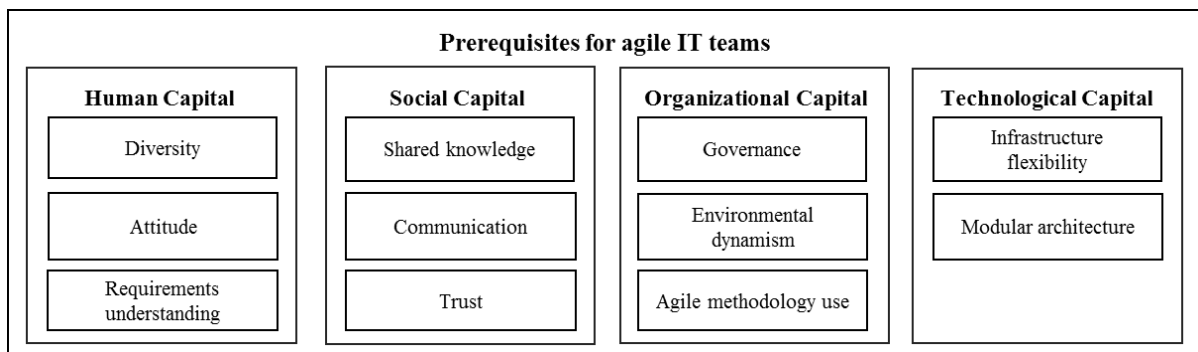 Prerequisites for agile IT teams
Human Capital
Diversity
Attitude
Requirements
understanding
Social Capital
Shared knowledge
Communication
Trust
Organizational Capital
Governance
Environmental
dynamism
Agile methodology use
Technological Capital
Infrastructure
flexibility
Modular architecture